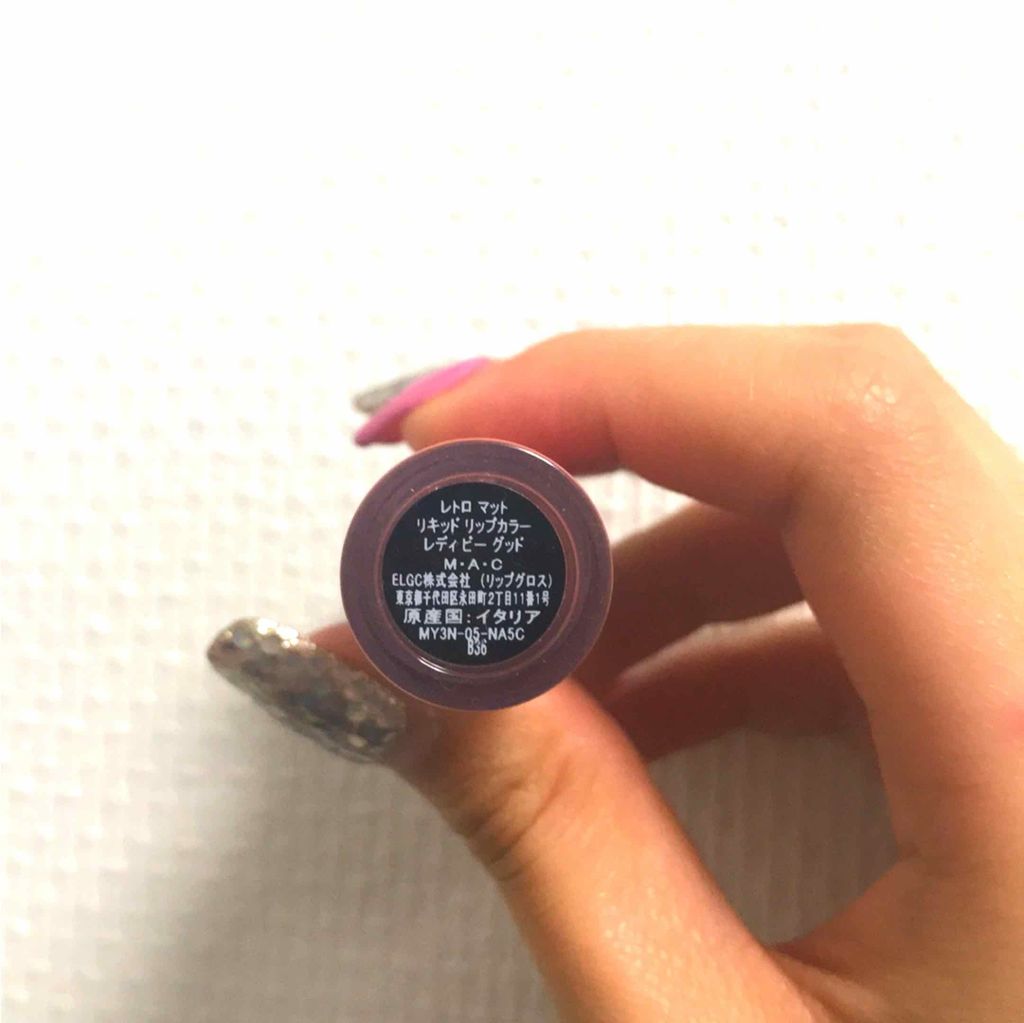 レトロ マット
リキッド リップカラー
レディ ビー グッド
M・A・C
ELGC株式会社 (リップグロス)
東京都千代田区永田町2丁目11番1号
原産国:イタリア
MY3N-05-NA5C
B36